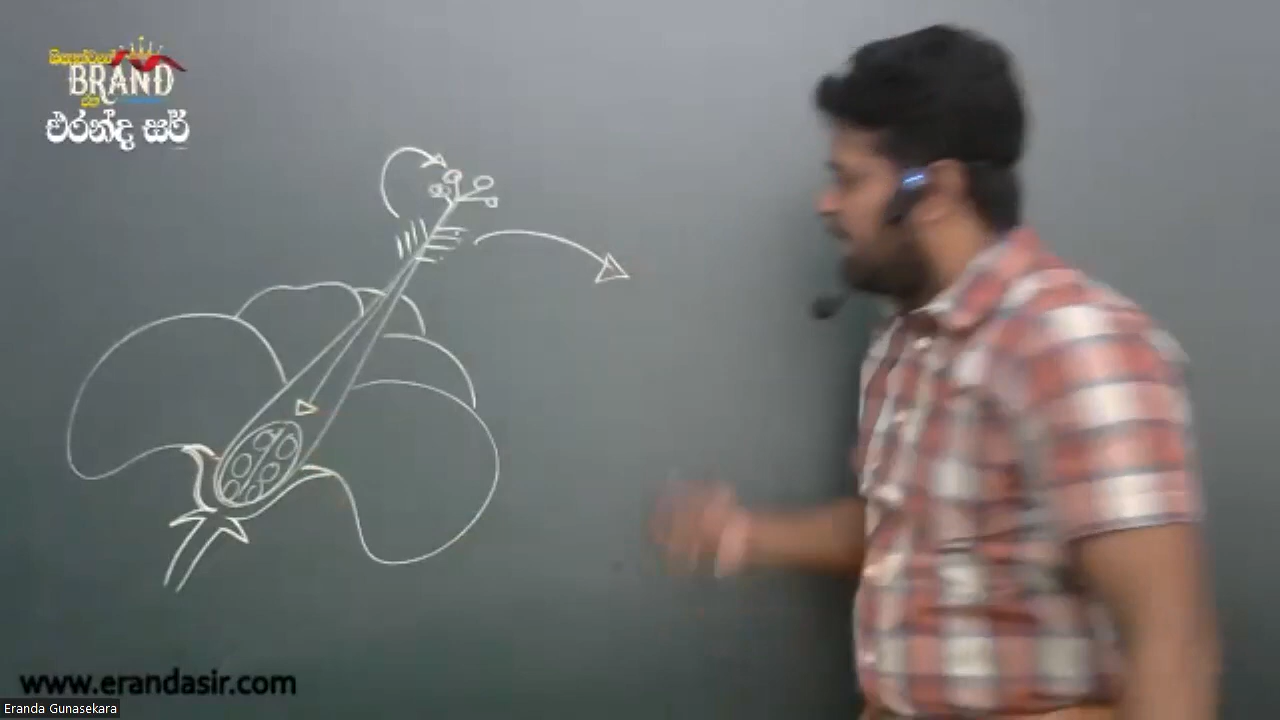 BRAND
එරන්ද සර්
www.erandasir.com
Eranda Gunasekara